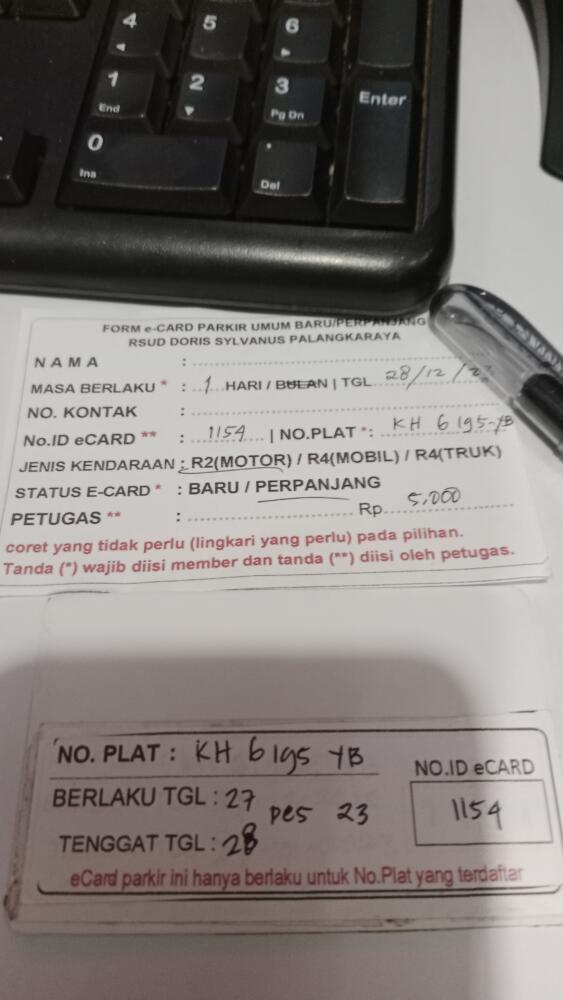 4 5 6
1 2 3 Enter
End Pg Dn
0 .
Ins Del
FORM e-CARD PARKIR UMUM BARU/PERPANJANG
RSUD DORIS SYLVANUS PALANGKARAYA
NAMA :
MASA BERLAKU * : 1 HARI / BULAN | TGL 28/12/
NO. KONTAK :
No.ID eCARD ** : 1154 | NO.PLAT *: KH 6195-YB
JENIS KENDARAAN : R2(MOTOR) / R4(MOBIL) / R4(TRUK)
STATUS E-CARD * : BARU / PERPANJANG
PETUGAS ** : Rp 5,000
coret yang tidak perlu (lingkari yang perlu) pada pilihan.
Tanda (*) wajib diisi member dan tanda (**) diisi oleh petugas.
NO. PLAT : KH 6195 YB
NO.ID eCARD
BERLAKU TGL : 27 Des 23
1154
TENGGAT TGL : 28
eCard parkir ini hanya berlaku untuk No.Plat yang terdaftar